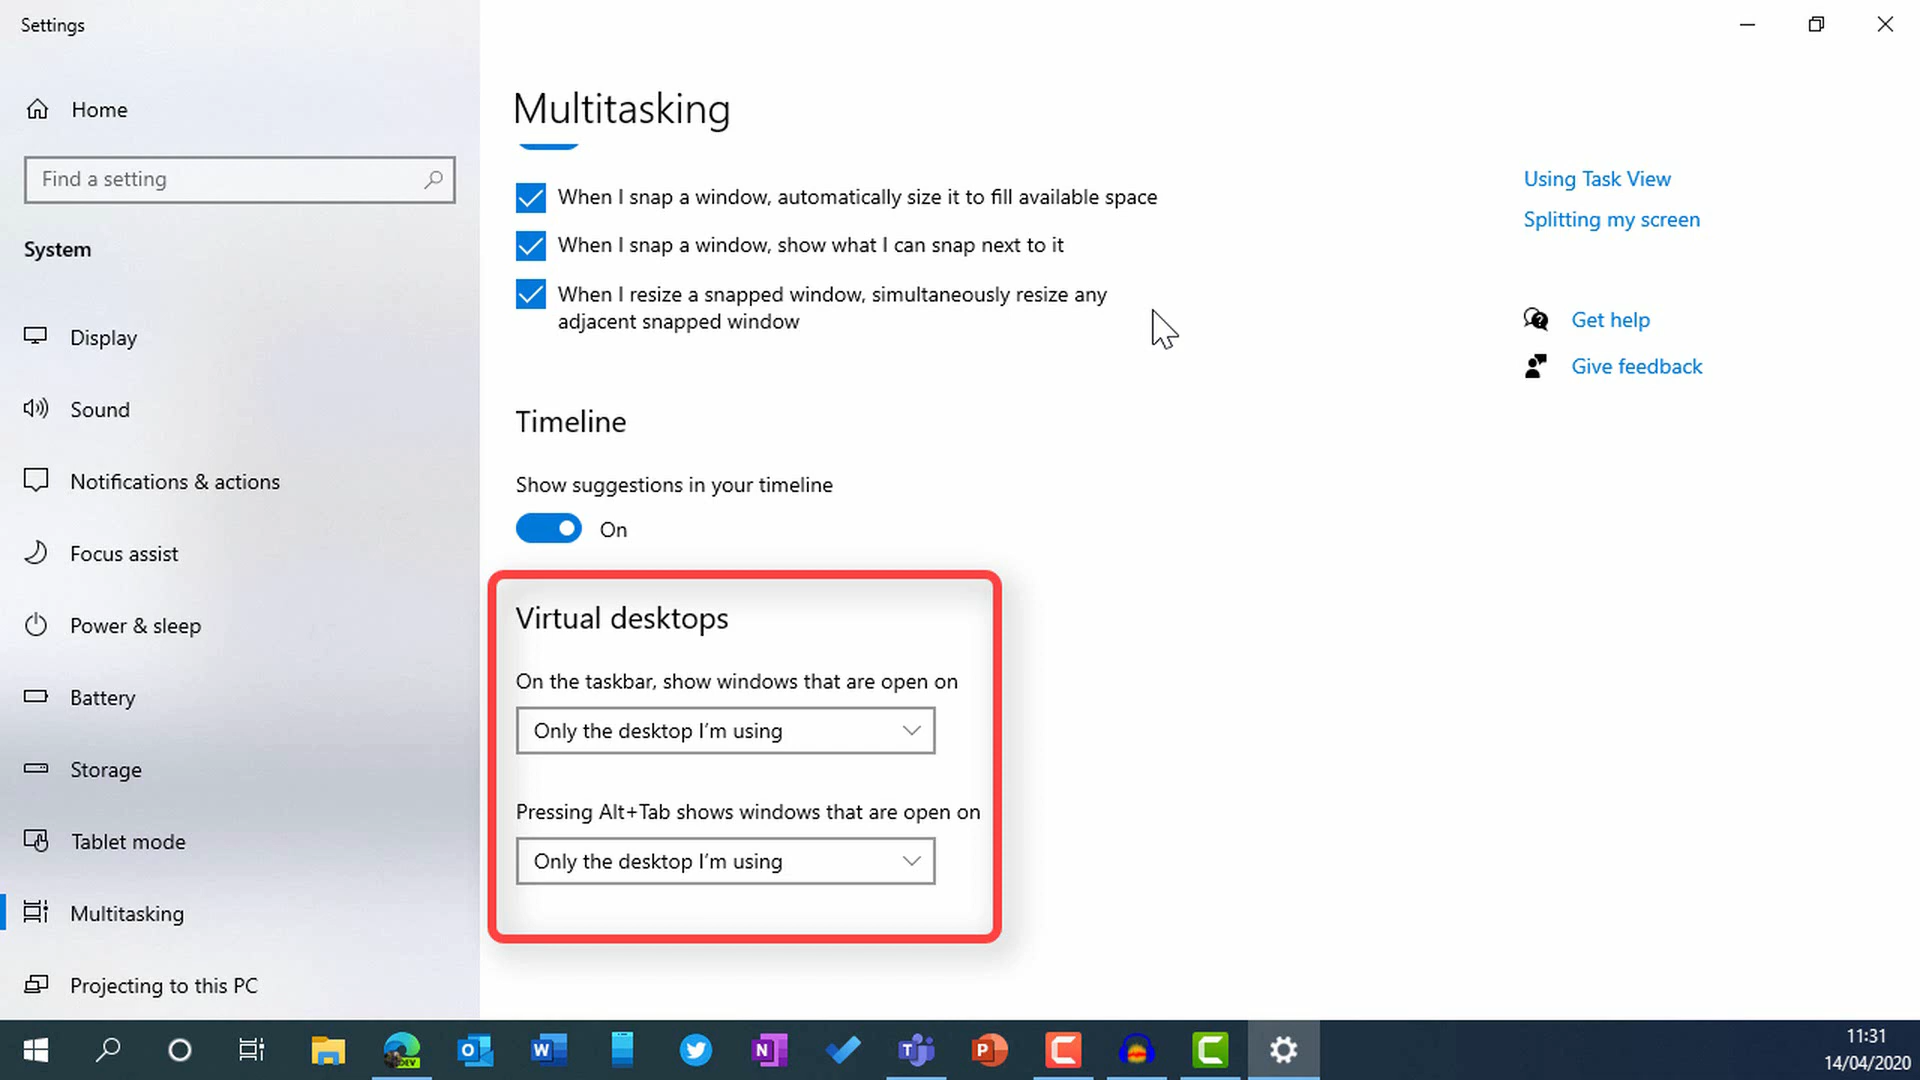 Settings
Home
Find a setting
System
Display
Sound
Notifications & actions
Focus assist
Power & sleep
Battery
Storage
Tablet mode
Multitasking
Projecting to this PC
Multitasking
When I snap a window, automatically size it to fill available space
When I snap a window, show what I can snap next to it
When I resize a snapped window, simultaneously resize any
adjacent snapped window
Timeline
Show suggestions in your timeline
On
Virtual desktops
On the taskbar, show windows that are open on
Only the desktop I'm using
Pressing Alt+Tab shows windows that are open on
Only the desktop I'm using
Using Task View
Splitting my screen
Get help
Give feedback
DEV
O
W
N
T
P
11:31
14/04/2020